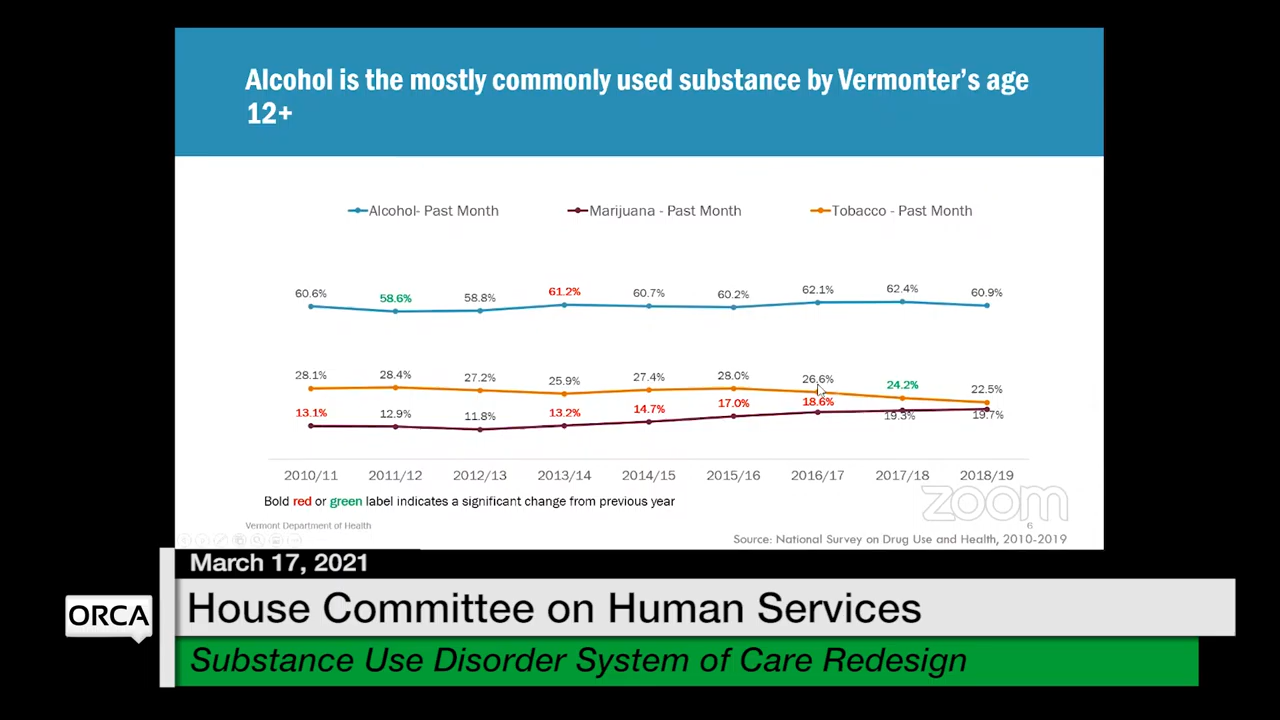 Alcohol is the mostly commonly used substance by Vermonter's age
12+
Alcohol- Past Month
Marijuana - Past Month
Tobacco - Past Month
60.6% 58.6% 58.8% 61.2% 60.7% 60.2% 62.1% 62.4% 60.9%
28.1% 28.4% 27.2% 25.9% 27.4% 28.0% 26.6% 24.2% 22.5%
13.1% 12.9% 11.8% 13.2% 14.7% 17.0% 18.6% 19.3% 19.7%
2010/11 2011/12 2012/13 2013/14 2014/15 2015/16 2016/17 2017/18 2018/19
Bold red or green label indicates a significant change from previous year
zoom
Vermont Department of Health
6
Source: National Survey on Drug Use and Health, 2010-2019
March 17, 2021
ORCA
House Committee on Human Services
Substance Use Disorder System of Care Redesign